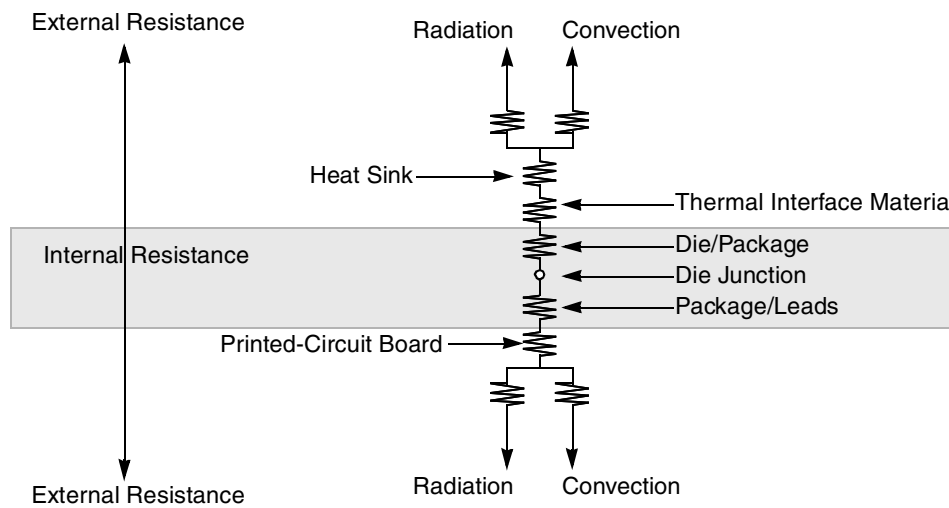 External Resistance
Radiation
Convection
Heat Sink
Thermal Interface Materia
Die/Package
Internal Resistance
Die Junction
Package/Leads
Printed-Circuit Board
Radiation
Convection
External Resistance